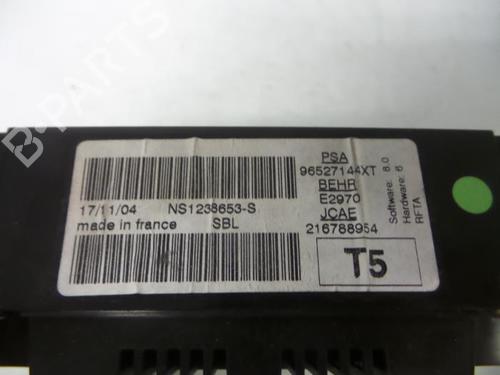 B-PARTS
17/11/04 NS1238653-S
made in france SBL
PSA
96527144XT
BEHR
E2970
JCAE
216788954
T5
Software: 8.0
Hardware: 6
RFTA